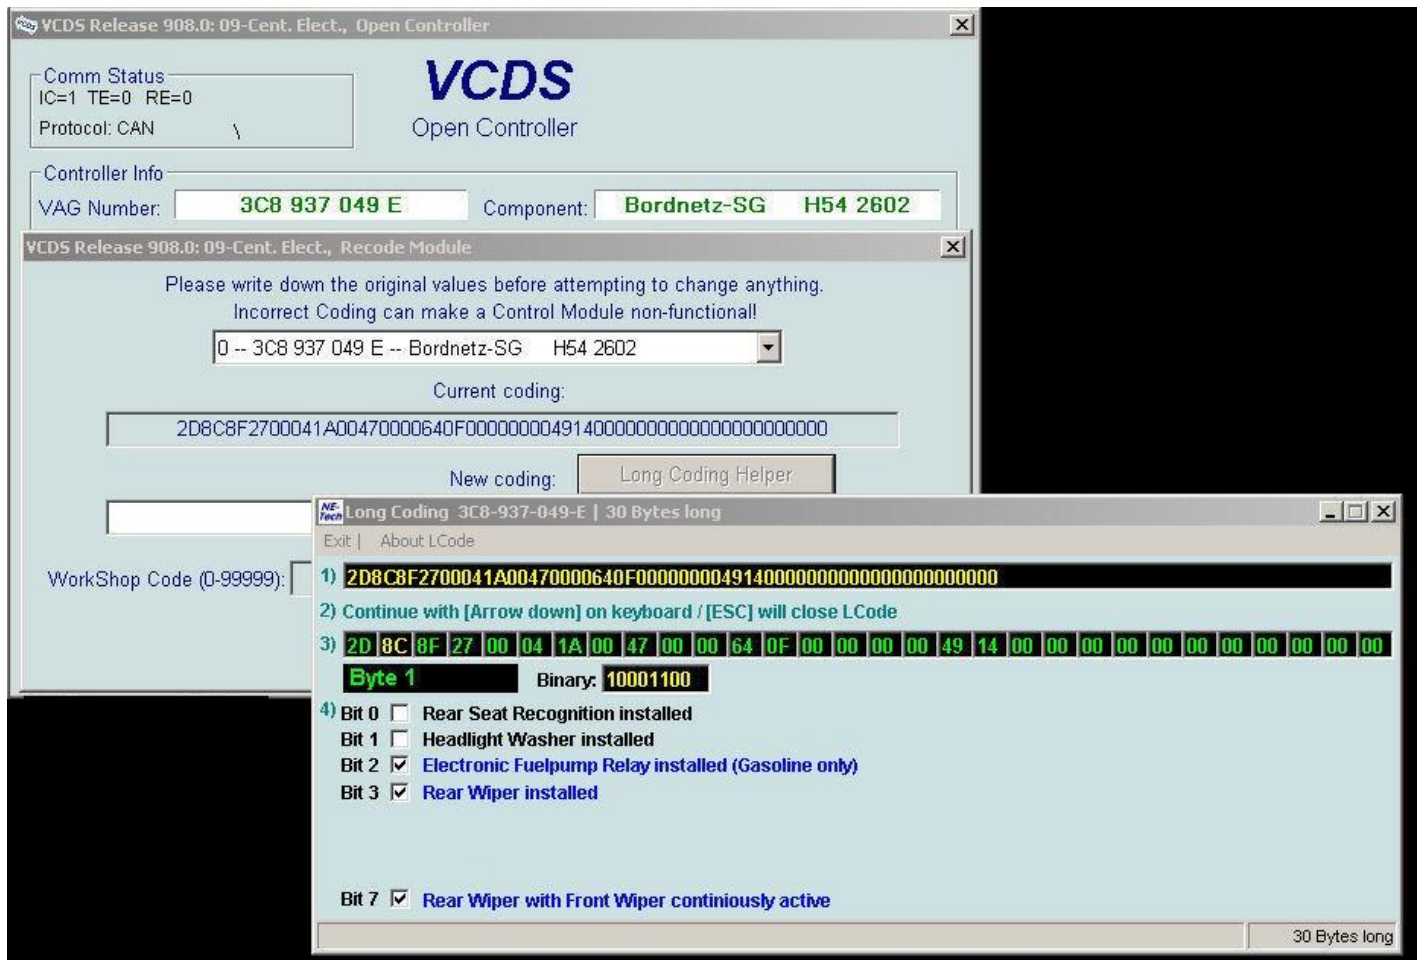 VCDS Release 908.0: 09-Cent. Elect., Open Controller
Comm Status
IC=1 TE=0 RE=0
Protocol: CAN \
VCDS
Open Controller
Controller Info
VAG Number: 3C8 937 049 E Component: Bordnetz-SG H54 2602
VCDS Release 908.0: 09-Cent. Elect., Recode Module
Please write down the original values before attempting to change anything.
Incorrect Coding can make a Control Module non-functional!
0 -- 3C8 937 049 E -- Bordnetz-SG H54 2602
Current coding:
2D8C8F2700041A00470000640F0000000049140000000000000000000000
New coding: Long Coding Helper
WorkShop Code (0-99999):
NE-Tech Long Coding 3C8-937-049-E | 30 Bytes long
Exit | About LCode
1) 2D8C8F2700041A00470000640F0000000049140000000000000000000000
2) Continue with [Arrow down] on keyboard / [ESC] will close LCode
3) 2D 8C 8F 27 00 04 1A 00 47 00 00 64 0F 00 00 00 00 49 14 00 00 00 00 00 00 00 00 00 00 00
Byte 1 Binary: 10001100
4) Bit 0 Rear Seat Recognition installed
Bit 1 Headlight Washer installed
Bit 2 Electronic Fuelpump Relay installed (Gasoline only)
Bit 3 Rear Wiper installed
Bit 7 Rear Wiper with Front Wiper continiously active
30 Bytes long